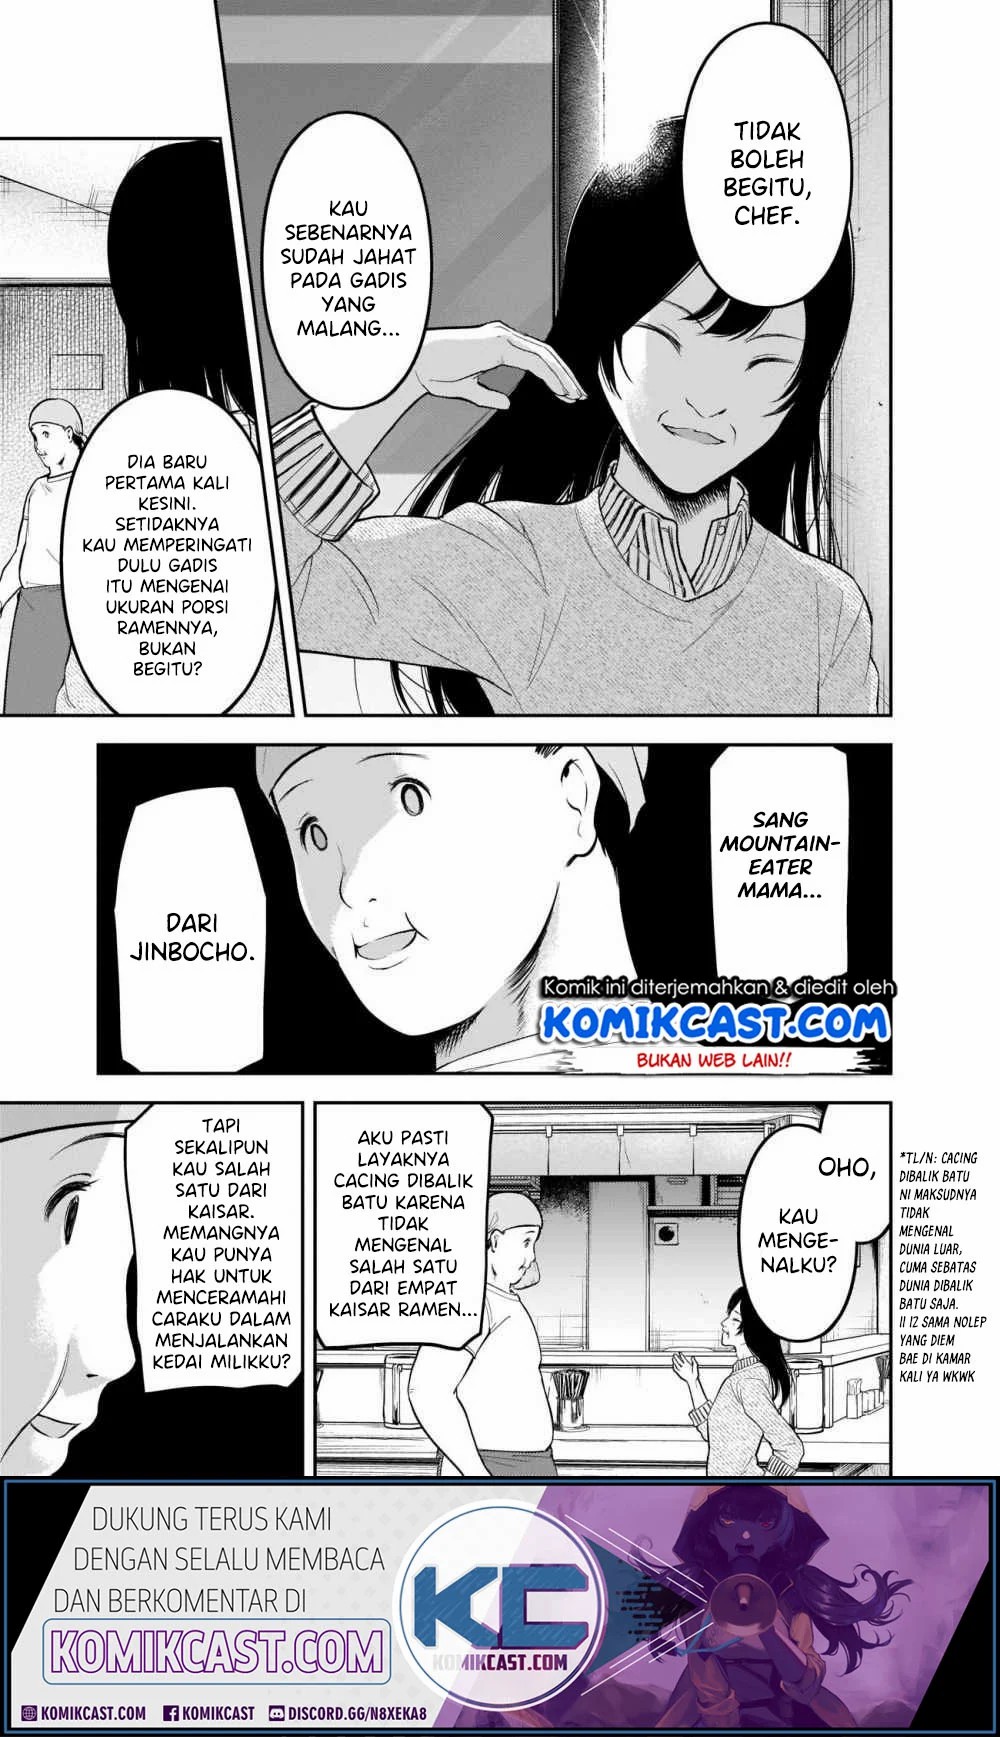 TIDAK
BOLEH
BEGITU,
CHEF.
KAU
SEBENARNYA
SUDAH JAHAT
PADA GADIS
YANG
MALANG...
DIA BARU
PERTAMA KALI
KESINI.
SETIDAKNYA
KAU MEMPERINGATI
DULU GADIS
ITU MENGENAI
UKURAN PORSI
RAMENNYA,
BUKAN
BEGITU?
SANG
MOUNTAIN-
EATER
MAMA...
DARI
JINBOCHO.
Komik ini diterjemahkan & diedit oleh
KOMIKCAST.COM
BUKAN WEB LAIN!!
OHO,
KAU
MENGE-
NALKU?
AKU PASTI
LAYAKNYA
CACING DIBALIK
BATU KARENA
TIDAK
MENGENAL
SALAH SATU
DARI EMPAT
KAISAR RAMEN...
TAPI
SEKALIPUN
KAU SALAH
SATU DARI
KAISAR.
MEMANGNYA
KAU PUNYA
HAK UNTUK
MENCERAMAHI
CARAKU DALAM
MENJALANKAN
KEDAI MILIKKU?
*TL/N: CACING
DIBALIK BATU
NI MAKSUDNYA
TIDAK
MENGENAL
DUNIA LUAR,
CUMA SEBATAS
DUNIA DIBALIK
BATU SAJA.
11 12 SAMA NOLEP
YANG DIEM
BAE DI KAMAR
KALI YA WKWK
DUKUNG TERUS KAMI
DENGAN SELALU MEMBACA
DAN BERKOMENTAR DI
KOMIKCAST.COM
KC
KOMIKCAST.COM
KOMIKCAST.COM KOMIKCAST DISCORD.GG/N8XEKA8